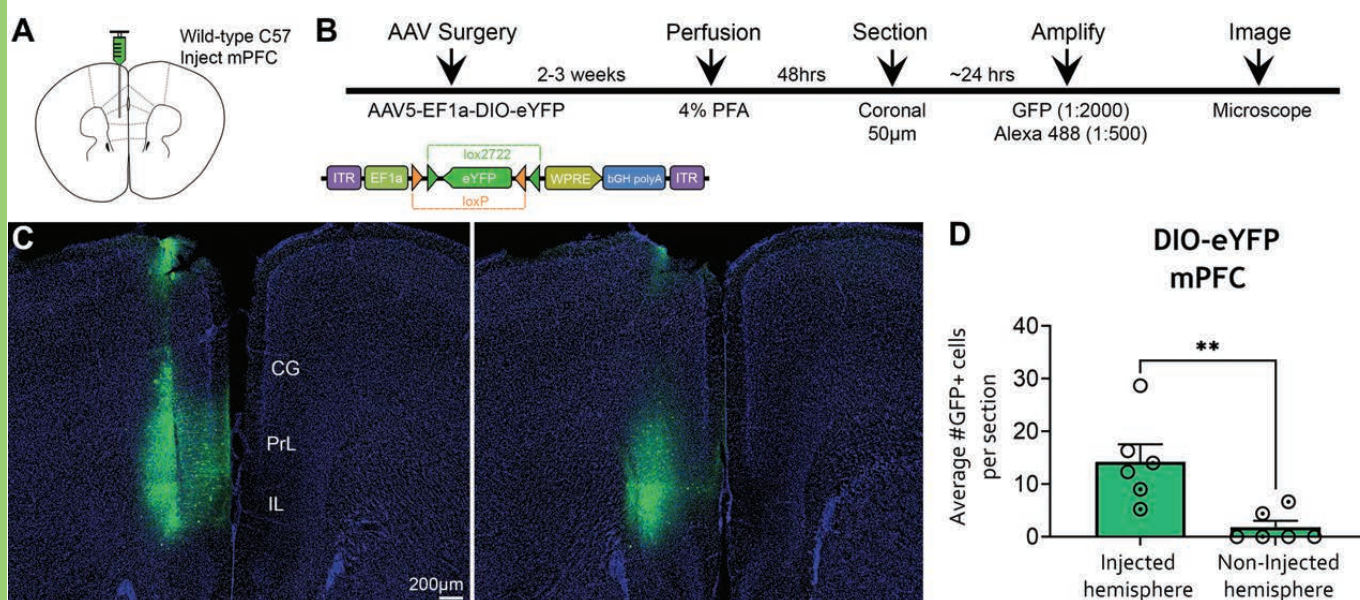 A
Wild-type C57
Inject mPFC
B
AAV Surgery
Perfusion
Section
Amplify
Image
2-3 weeks
48hrs
~24 hrs
AAV5-EF1a-DIO-eYFP
4% PFA
Coronal
50µm
GFP (1:2000)
Alexa 488 (1:500)
Microscope
lox2722
ITR
EF1a
eYFP
WPRE
bGH polyA
ITR
loxP
C
CG
PrL
IL
200µm
D
DIO-eYFP
mPFC
Average #GFP+ cells
per section
40
30
20
10
0
**
Injected
hemisphere
Non-Injected
hemisphere